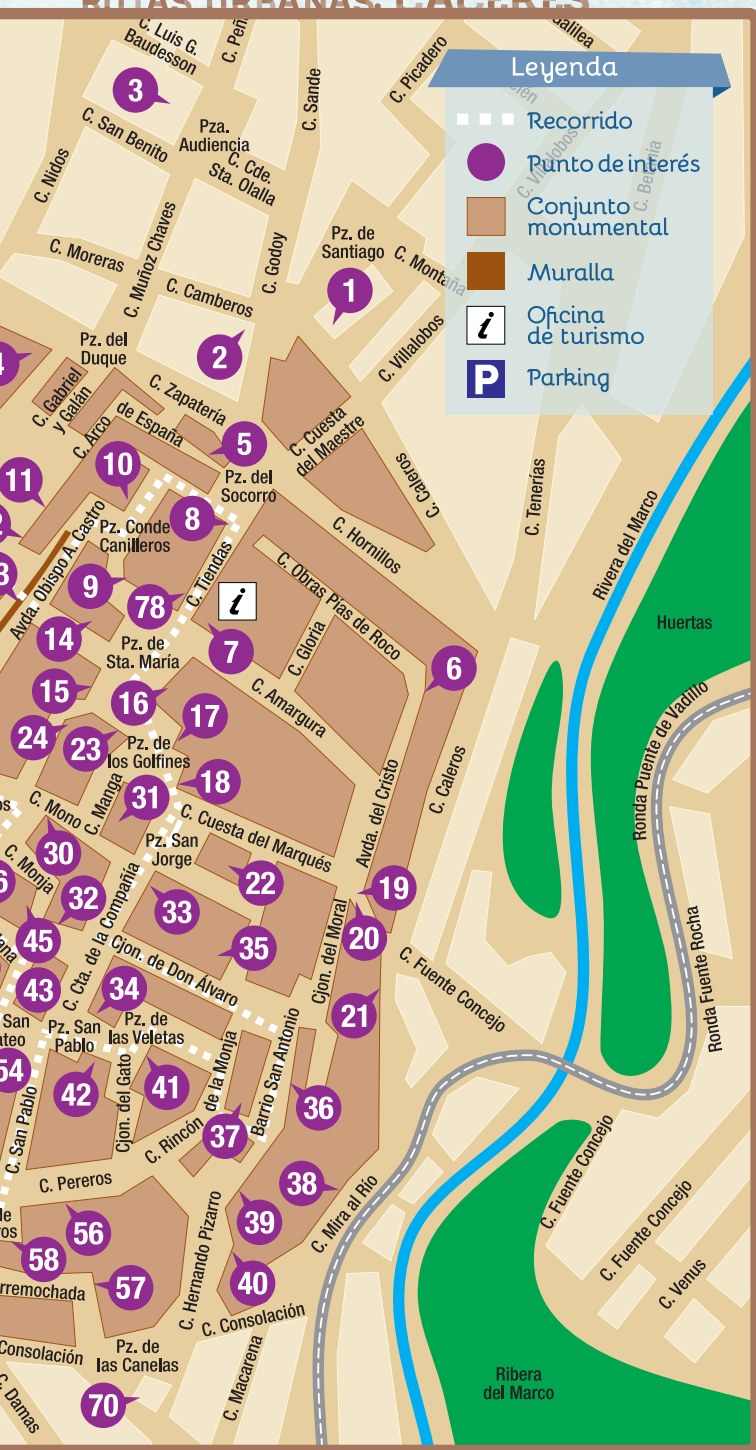 RUTAS URBANAS: CÁCERES
C. Luis G.
Baudesson
C. Peñ
3
C. San Benito
Pza.
Audiencia
C. Cde.
Sta. Olalla
C. Sande
C. Picadero
C. Nidos
C. Moreras
C. Muñoz Chaves
C. Camberos
C. Godoy
Pz. de
Santiago
1
C. Montaña
C. Villalobos
C. Villalobos
C. Betania
Leyenda
Recorrido
Punto de interés
Conjunto
monumental
Muralla
i
Oficina
de turismo
P
Parking
2
Pz. del
Duque
4
C. Gabriel
y Galán
C. Zapatería
C. Arco
de España
5
Pz. del
Socorro
C. Cuesta
del Maestre
C. Caleros
C. Tenerías
Rivera del Marco
Huertas
10
11
8
Pz. Conde
Canilleros
Avda. Obispo A. Castro
C. Tiendas
C. Hornillos
C. Obras Pías de Roco
C. Gloria
i
9
78
7
14
Pz. de
Sta. María
6
15
16
17
C. Amargura
24
23
Pz. de
los Golfines
18
31
C. Mono
C. Manga
C. Cuesta del Marqués
Avda. del Cristo
C. Caleros
Ronda Puente de Vadillo
30
C. Monja
Pz. San
Jorge
22
19
32
33
35
20
45
43
C. Cta. de la Compañía
Cjon. de Don Álvaro
Cjon. del Moral
C. Fuente Concejo
Ronda Fuente Rocha
34
21
San
ateo
Pz. San
Pablo
Pz. de
las Veletas
54
42
41
Cjon. del Gato
C. Rincón de la Monja
Barrio San Antonio
36
37
C. San Pablo
C. Pereros
38
39
40
C. Mira al Río
C. Fuente Concejo
C. Fuente Concejo
C. Venus
56
58
57
C. Hernando Pizarro
C. Consolación
rremochada
Consolación
Pz. de
las Canelas
70
C. Damas
C. Macarena
Ribera
del Marco